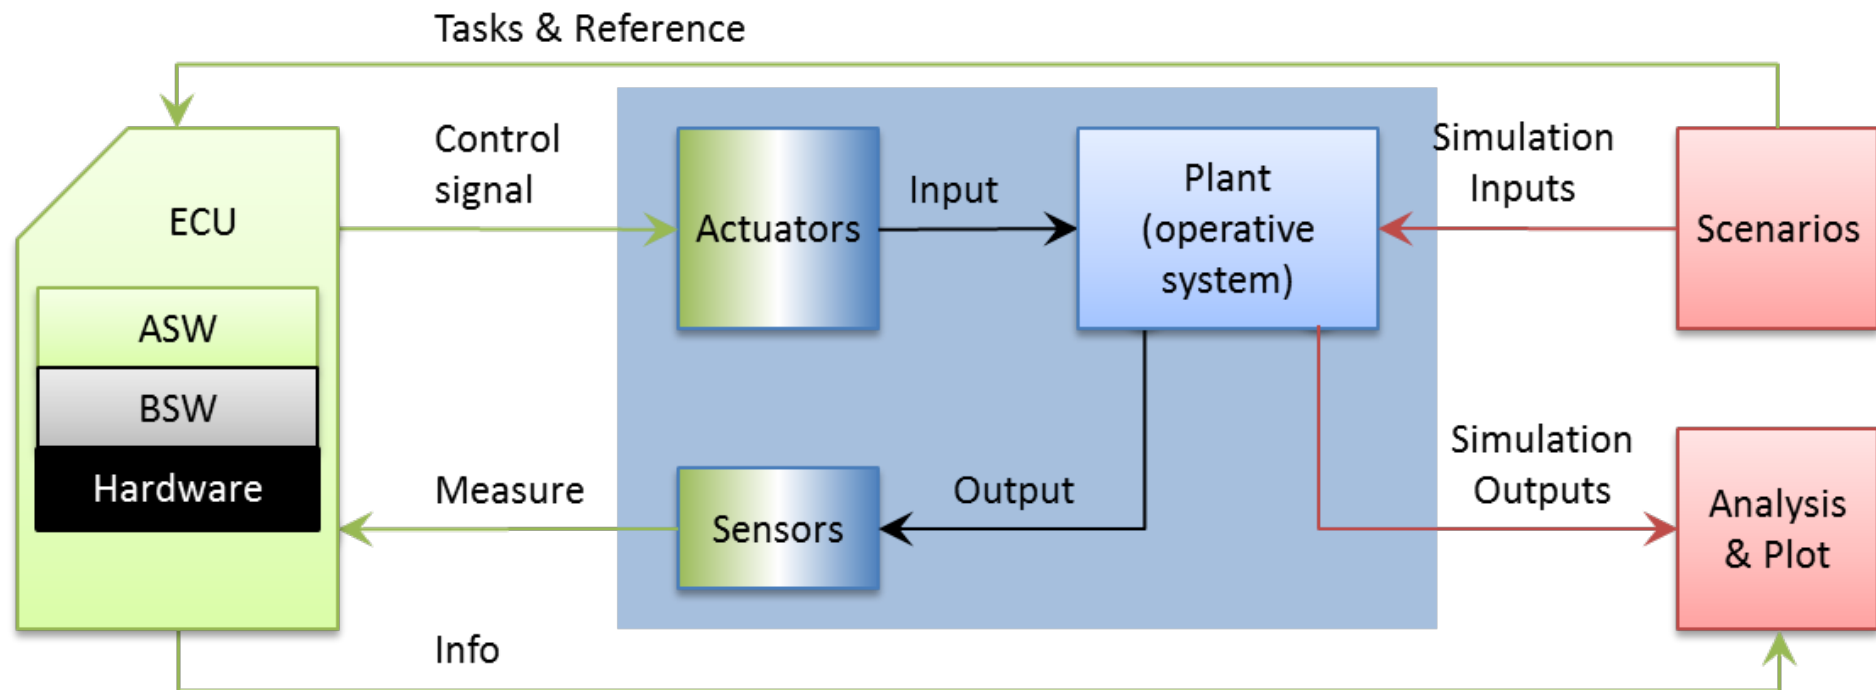 Tasks & Reference
Control
signal
ECU
ASW
BSW
Hardware
Actuators
Input
Plant
(operative
system)
Simulation
Inputs
Scenarios
Measure
Sensors
Output
Simulation
Outputs
Analysis
& Plot
Info